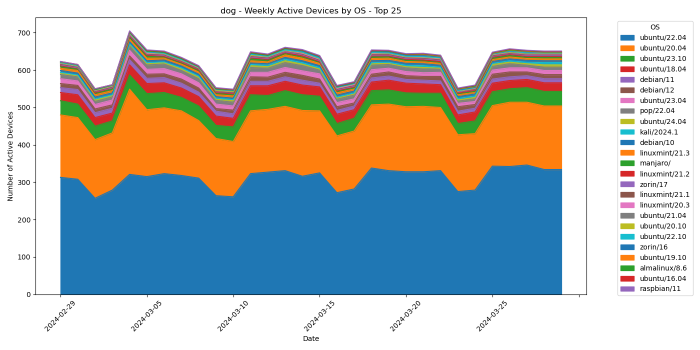 dog - Weekly Active Devices by OS - Top 25
Number of Active Devices
700
600
500
400
300
200
100
0
2024-02-29
2024-03-05
2024-03-10
2024-03-15
2024-03-20
2024-03-25
Date
OS
ubuntu/22.04
ubuntu/20.04
ubuntu/23.10
ubuntu/18.04
debian/11
debian/12
ubuntu/23.04
pop/22.04
ubuntu/24.04
kali/2024.1
debian/10
linuxmint/21.3
manjaro/
linuxmint/21.2
zorin/17
linuxmint/21.1
linuxmint/20.3
ubuntu/21.04
ubuntu/20.10
ubuntu/22.10
zorin/16
ubuntu/19.10
almalinux/8.6
ubuntu/16.04
raspbian/11